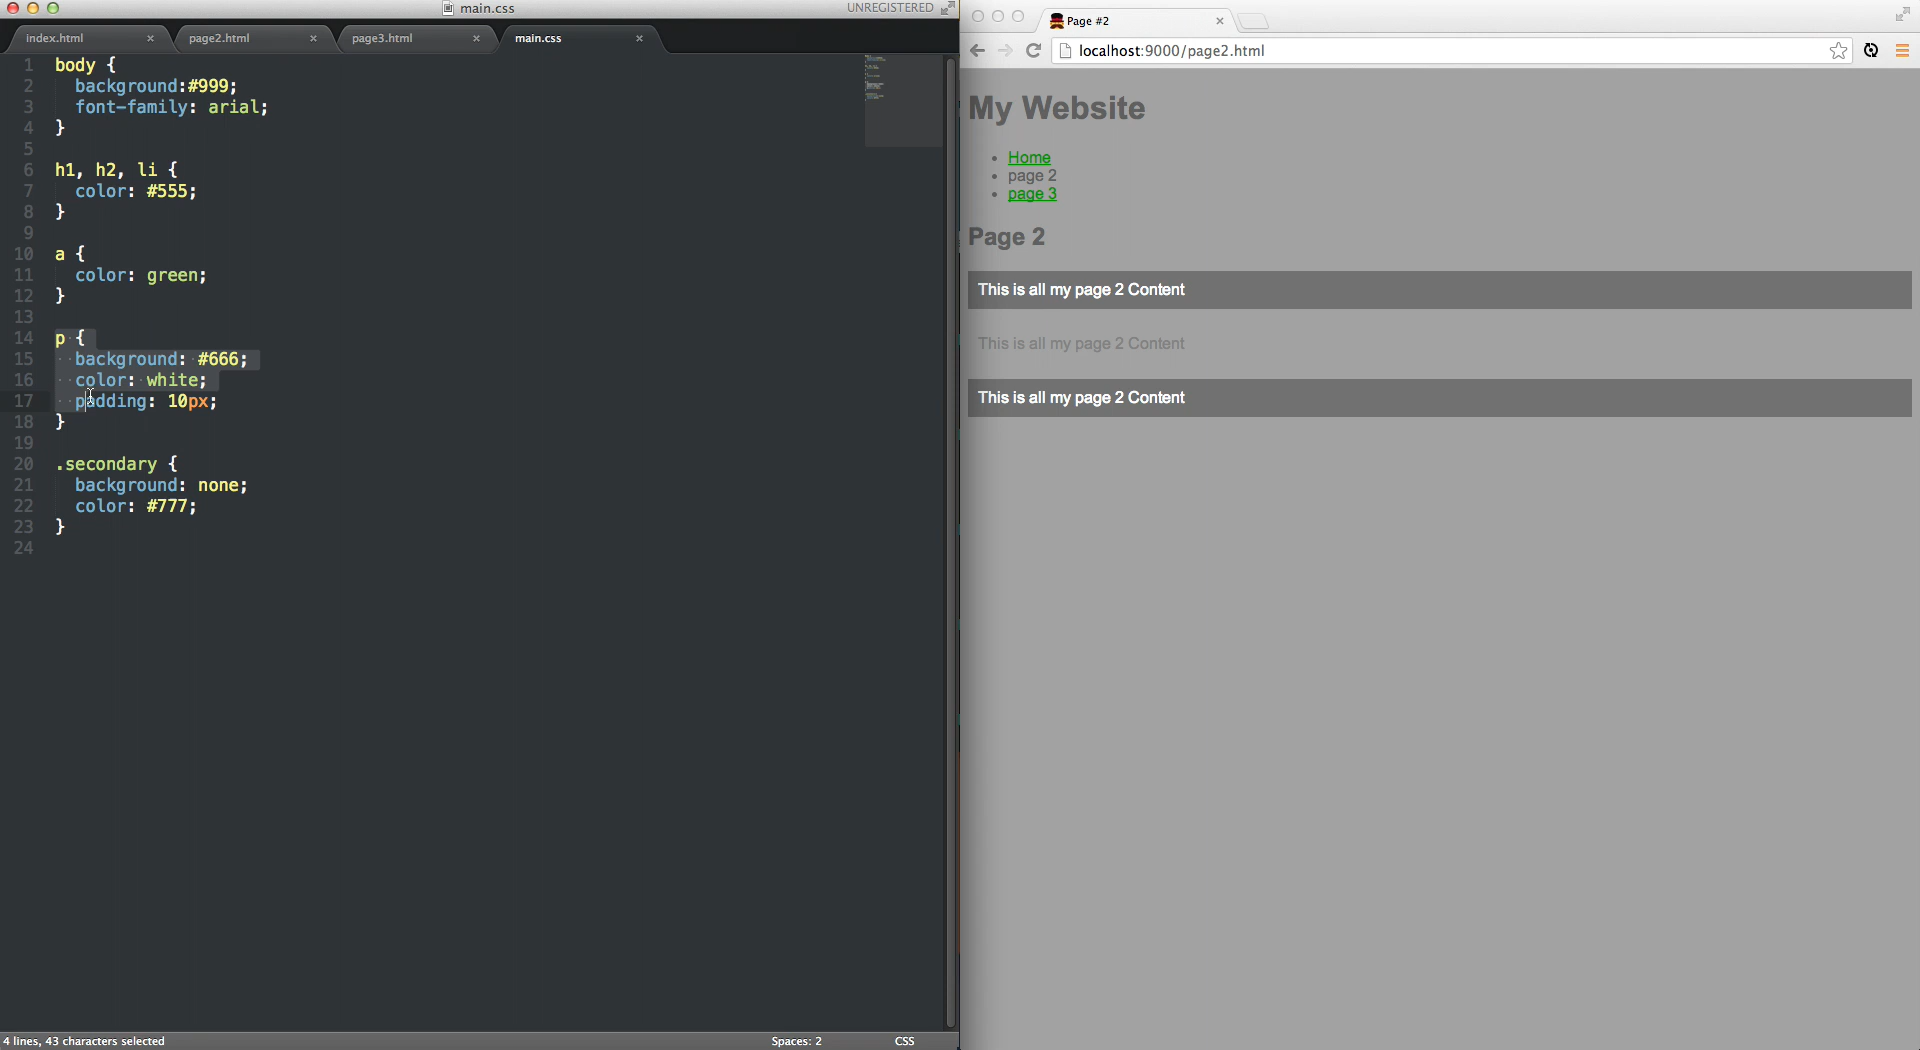 main.css
UNREGISTERED
index.html
page2.html
page3.html
main.css
1 body {
2 background:#999;
3 font-family: arial;
4 }
5
6 h1, h2, li {
7 color: #555;
8 }
9
10 a {
11 color: green;
12 }
13
14 p {
15 background: #666;
16 color: white;
17 padding: 10px;
18 }
19
20 .secondary {
21 background: none;
22 color: #777;
23 }
24
4 lines, 43 characters selected
Spaces: 2
CSS
Page #2
localhost:9000/page2.html
My Website
Home
page 2
page 3
Page 2
This is all my page 2 Content
This is all my page 2 Content
This is all my page 2 Content